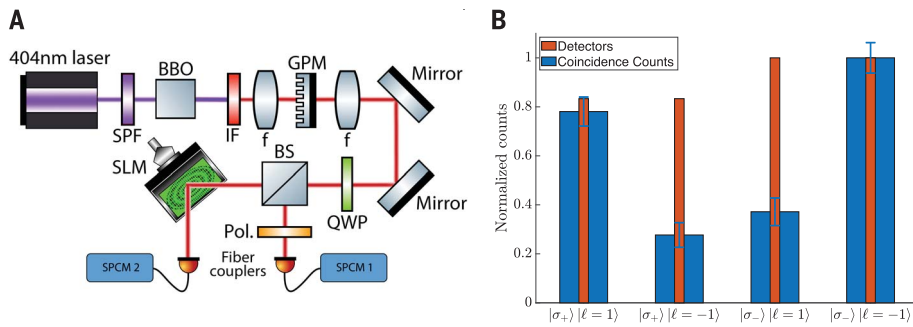 A
404nm laser
SPF
BBO
IF
f
GPM
f
Mirror
SLM
BS
QWP
Mirror
Pol.
Fiber
couplers
SPCM 2
SPCM 1
B
Detectors
Coincidence Counts
Normalized counts
1
0.8
0.6
0.4
0.2
0
|σ₊⟩ |ℓ = 1⟩
|σ₊⟩ |ℓ = −1⟩
|σ₋⟩ |ℓ = 1⟩
|σ₋⟩ |ℓ = −1⟩